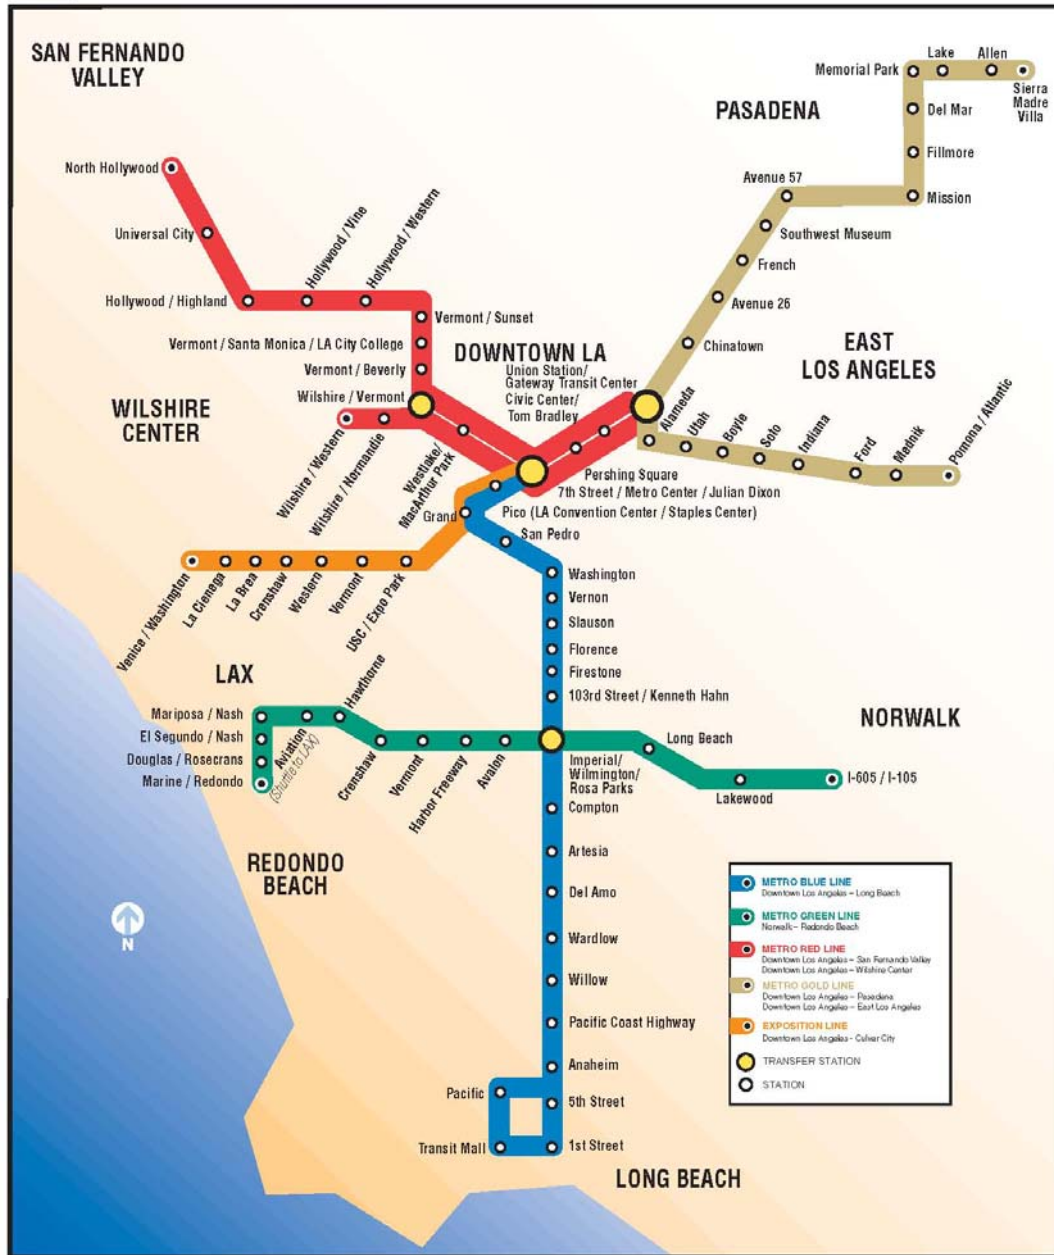 SAN FERNANDO
VALLEY
Lake
Allen
Memorial Park
Sierra
Madre
Villa
PASADENA
Del Mar
North Hollywood
Fillmore
Avenue 57
Mission
Universal City
Hollywood / Vine
Hollywood / Western
Southwest Museum
French
Hollywood / Highland
Avenue 26
Vermont / Sunset
Vermont / Santa Monica / LA City College
Chinatown
DOWNTOWN LA
EAST
LOS ANGELES
Vermont / Beverly
Union Station/
Gateway Transit Center
WILSHIRE
CENTER
Wilshire / Vermont
Civic Center/
Tom Bradley
Alameda
Utah
Boyle
Soto
Indiana
Ford
Mednik
Pomona / Atlantic
Wilshire / Western
Wilshire / Normandie
Westlake/
MacArthur Park
Pershing Square
7th Street / Metro Center / Julian Dixon
Grand
Pico (LA Convention Center / Staples Center)
San Pedro
Venice / Washington
La Cienega
La Brea
Crenshaw
Western
Vermont
USC / Expo Park
Washington
Vernon
Slauson
Florence
Firestone
103rd Street / Kenneth Hahn
LAX
Mariposa / Nash
El Segundo / Nash
Douglas / Rosecrans
Marine / Redondo
Aviation
(Shuttle to LAX)
Hawthorne
Crenshaw
Vermont
Harbor Freeway
Avalon
NORWALK
Long Beach
Imperial/
Wilmington/
Rosa Parks
Lakewood
I-605 / I-105
Compton
Artesia
REDONDO
BEACH
Del Amo
Wardlow
Willow
Pacific Coast Highway
Anaheim
Pacific
5th Street
Transit Mall
1st Street
LONG BEACH
N
METRO BLUE LINE
Downtown Los Angeles – Long Beach
METRO GREEN LINE
Norwalk – Redondo Beach
METRO RED LINE
Downtown Los Angeles – San Fernando Valley
Downtown Los Angeles – Wilshire Center
METRO GOLD LINE
Downtown Los Angeles – Pasadena
Downtown Los Angeles – East Los Angeles
EXPOSITION LINE
Downtown Los Angeles - Culver City
TRANSFER STATION
STATION